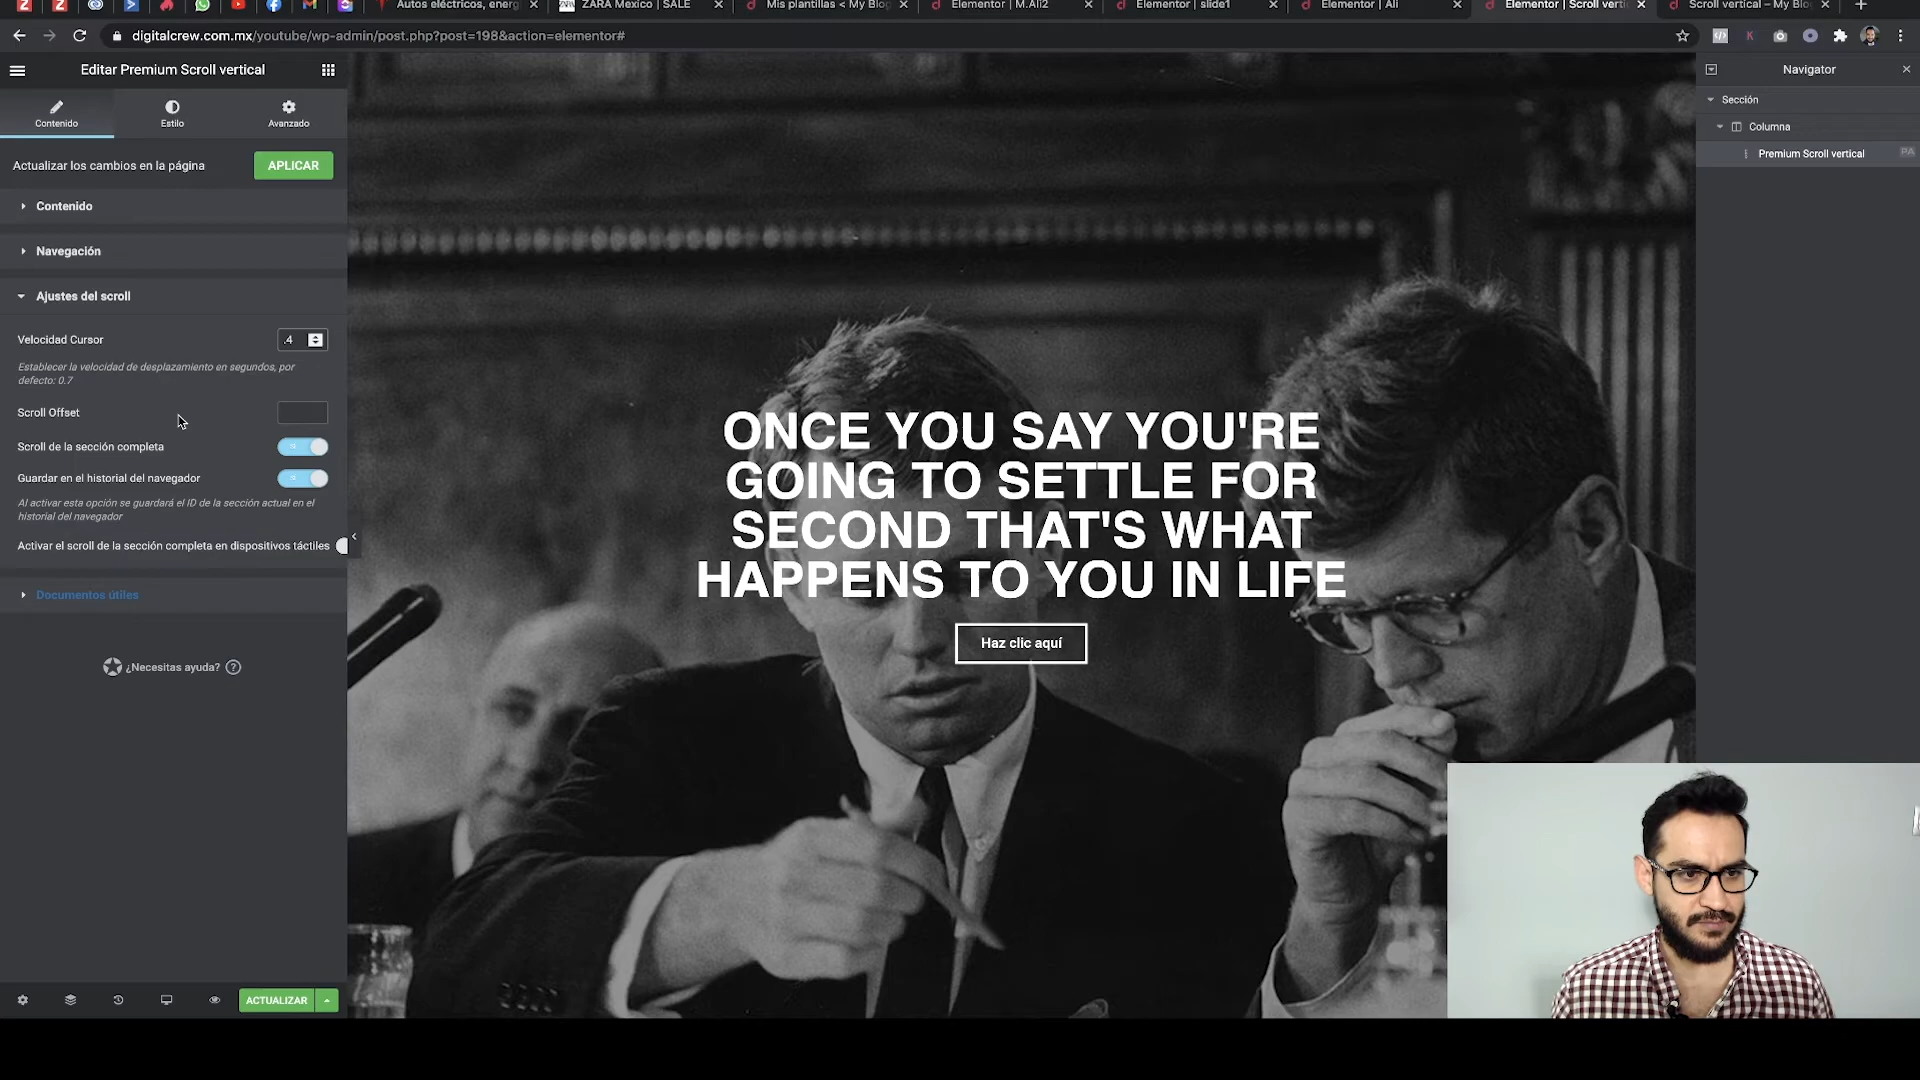 Autos eléctricos, energ
ZARA Mexico | SALE
Mis plantillas < My Blog
Elementor | M.Ali2
Elementor | slide1
Elementor | Ali
Elementor | Scroll verti
Scroll vertical – My Blo
digitalcrew.com.mx/youtube/wp-admin/post.php?post=198&action=elementor#
Editar Premium Scroll vertical
Navigator
Contenido
Estilo
Avanzado
Sección
Columna
Premium Scroll vertical
PA
Actualizar los cambios en la página
APLICAR
Contenido
Navegación
Ajustes del scroll
Velocidad Cursor
.4
Establecer la velocidad de desplazamiento en segundos, por
defecto: 0.7
Scroll Offset
Scroll de la sección completa
Guardar en el historial del navegador
Al activar esta opción se guardará el ID de la sección actual en el
historial del navegador
Activar el scroll de la sección completa en dispositivos táctiles
Documentos útiles
¿Necesitas ayuda?
ACTUALIZAR
ONCE YOU SAY YOU'RE
GOING TO SETTLE FOR
SECOND THAT'S WHAT
HAPPENS TO YOU IN LIFE
Haz clic aquí